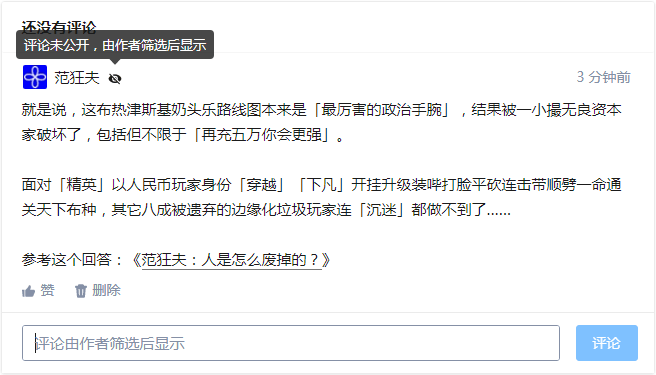 还没有评论
评论未公开，由作者筛选后显示
范狂夫
3 分钟前
就是说，这布热津斯基奶头乐路线图本来是「最厉害的政治手腕」，结果被一小撮无良资本
家破坏了，包括但不限于「再充五万你会更强」。
面对「精英」以人民币玩家身份「穿越」「下凡」开挂升级装哔打脸平砍连击带顺劈一命通
关天下布种，其它八成被遗弃的边缘化垃圾玩家连「沉迷」都做不到了......
参考这个回答：《范狂夫：人是怎么废掉的？》
赞 删除
评论由作者筛选后显示
评论